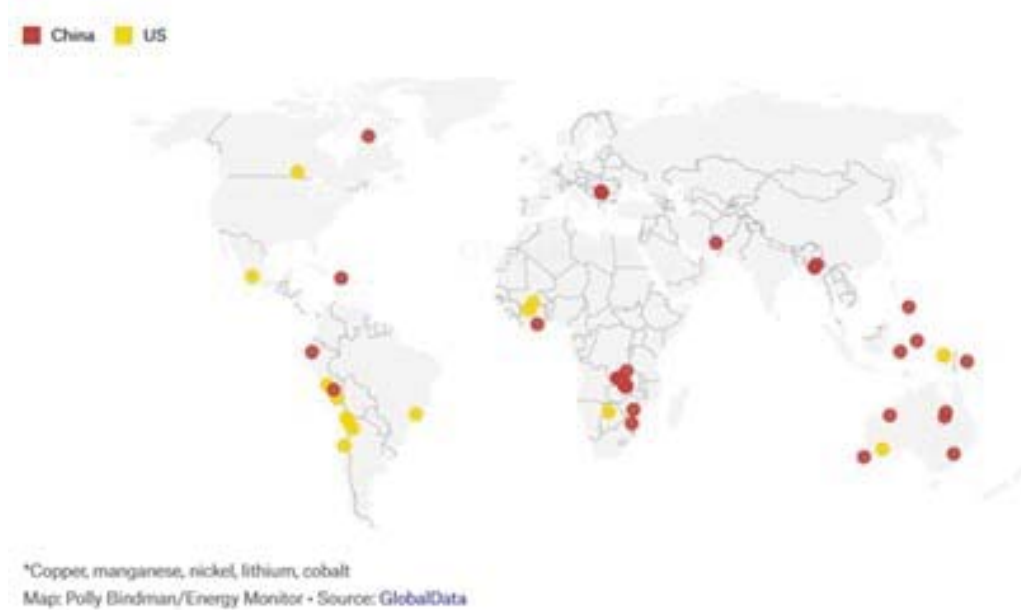 China US
*Copper, manganese, nickel, lithium, cobalt
Map: Polly Bindman/Energy Monitor • Source: GlobalData